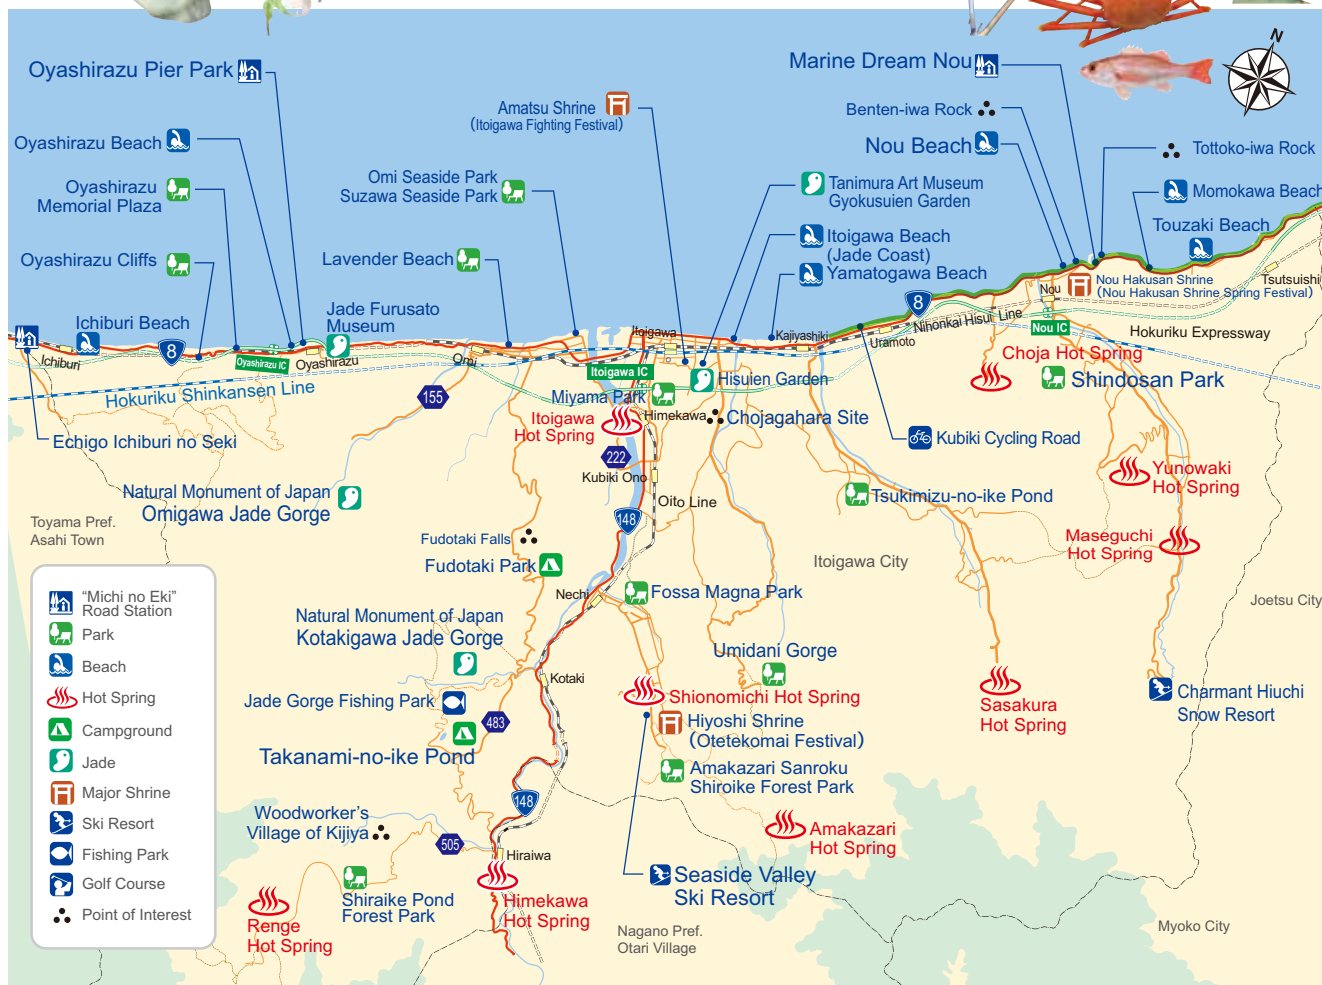 N
Oyashirazu Pier Park
Marine Dream Nou
Amatsu Shrine
(Itoigawa Fighting Festival)
Benten-iwa Rock
Oyashirazu Beach
Nou Beach
Tottoko-iwa Rock
Omi Seaside Park
Suzawa Seaside Park
Tanimura Art Museum
Gyokusuien Garden
Oyashirazu
Memorial Plaza
Momokawa Beach
Touzaki Beach
Itoigawa Beach
(Jade Coast)
Oyashirazu Cliffs
Lavender Beach
Yamatogawa Beach
Nou Hakusan Shrine
(Nou Hakusan Shrine Spring Festival)
Tsutsuishi
Nou
8
Jade Furusato
Museum
Ichiburi Beach
Itoigawa
Kajiyashiki
Uramoto
Nihonkai Hisui Line
Nou IC
Hokuriku Expressway
8
Ichiburi
Oyashirazu IC
Oyashirazu
Omi
Itoigawa IC
Choja Hot Spring
Hisuien Garden
Shindosan Park
Hokuriku Shinkansen Line
155
Miyama Park
Itoigawa
Hot Spring
Himekawa
Chojagahara Site
Echigo Ichiburi no Seki
Kubiki Cycling Road
222
Kubiki Ono
Yunowaki
Hot Spring
Natural Monument of Japan
Omigawa Jade Gorge
Oito Line
Tsukimizu-no-ike Pond
148
Toyama Pref.
Asahi Town
Fudotaki Falls
Maseguchi
Hot Spring
Fudotaki Park
Itoigawa City
Nechi
Fossa Magna Park
Joetsu City
Natural Monument of Japan
Kotakigawa Jade Gorge
Umidani Gorge
Kotaki
Jade Gorge Fishing Park
Shionomichi Hot Spring
Sasakura
Hot Spring
Charmant Hiuchi
Snow Resort
483
Hiyoshi Shrine
(Otetekomai Festival)
Takanami-no-ike Pond
Amakazari Sanroku
Shiroike Forest Park
148
Woodworker's
Village of Kijiya
505
Amakazari
Hot Spring
Hiraiwa
Seaside Valley
Ski Resort
Shiraike Pond
Forest Park
Himekawa
Hot Spring
Renge
Hot Spring
Nagano Pref.
Otari Village
Myoko City
“Michi no Eki”
Road Station
Park
Beach
Hot Spring
Campground
Jade
Major Shrine
Ski Resort
Fishing Park
Golf Course
Point of Interest